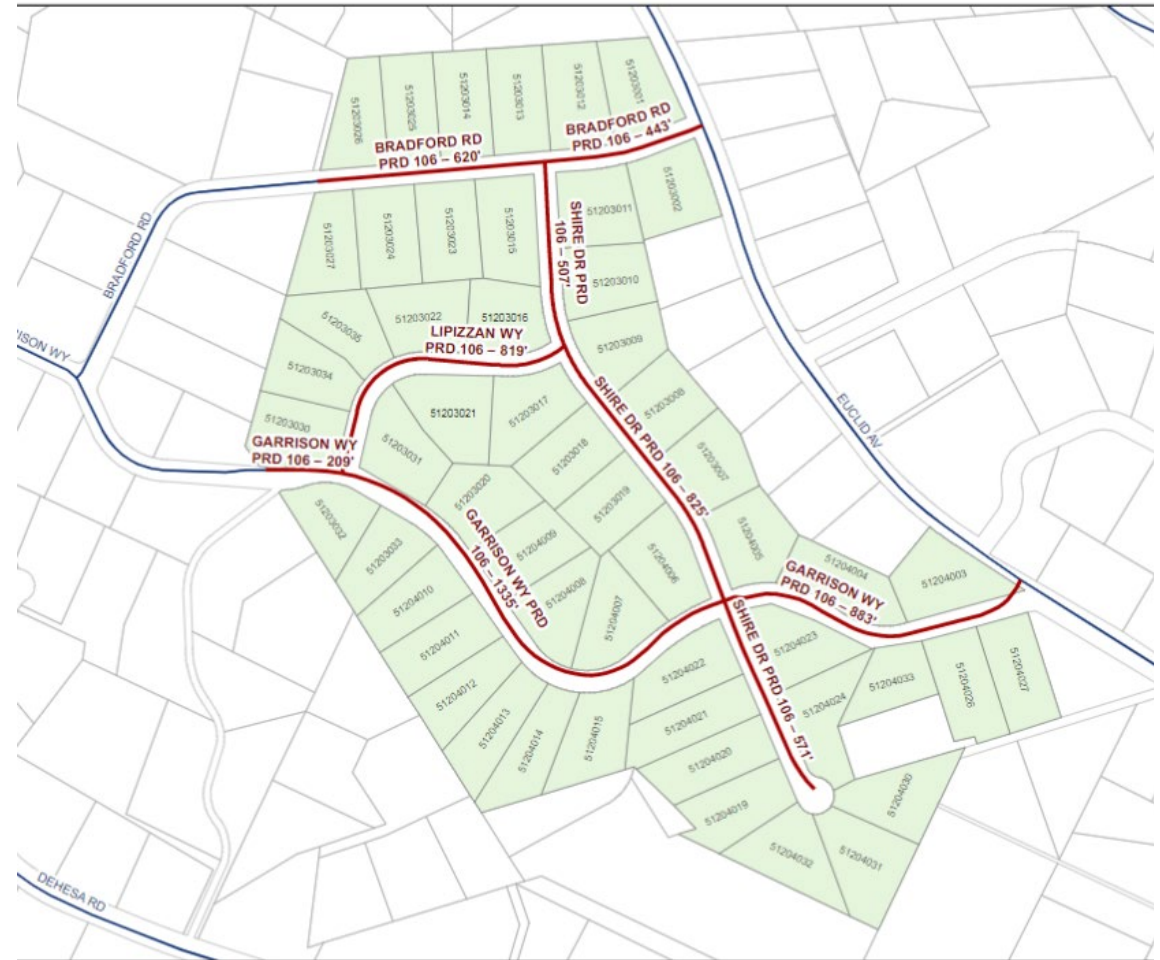 51203026
51203025
51203014
51203013
51203012
51203001
BRADFORD RD
PRD 106 – 620'
BRADFORD RD
PRD 106 – 443'
51203002
51203011
51203027
51203024
51203023
51203015
SHIRE DR PRD
106 – 507'
51203010
BRADFORD RD
51203035
51203022
51203016
LIPIZZAN WY
PRD 106 – 819'
51203009
RISON WY
51203034
51203021
51203017
51203008
SHIRE DR PRD 106 – 825'
EUCLID AV
51203030
GARRISON WY
PRD 106 – 209'
51203031
51203018
51203007
51203020
51203019
51203032
51203033
GARRISON WY PRD
106 – 1335'
51204009
51204008
51204006
51204005
51204004
51204003
GARRISON WY
PRD 106 – 883'
51204010
51204007
51204011
51204012
51204013
51204014
51204015
51204022
51204021
51204020
51204019
SHIRE DR PRD 106 – 571'
51204023
51204024
51204033
51204026
51204027
51204030
51204031
51204032
DEHESA RD